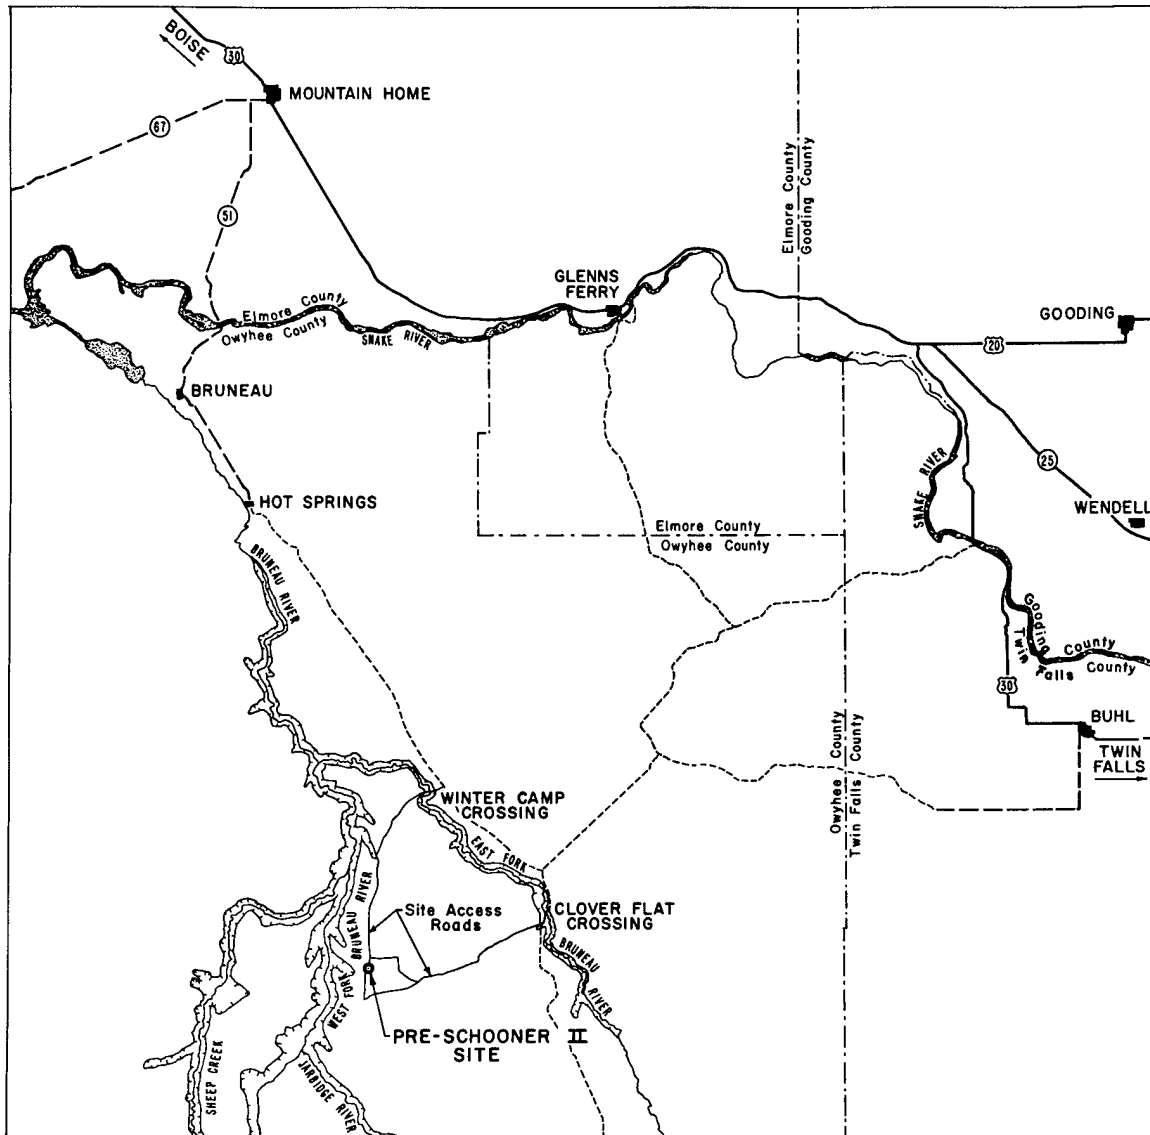 30
BOISE
MOUNTAIN HOME
67
51
Elmore County
Gooding County
GLENNS
FERRY
Elmore County
Owyhee County
SNAKE RIVER
GOODING
20
BRUNEAU
25
SNAKE RIVER
WENDELL
HOT SPRINGS
Elmore County
Owyhee County
BRUNEAU RIVER
Gooding County
Twin Falls County
30
BUHL
TWIN
FALLS
Owyhee County
Twin Falls County
WINTER CAMP
CROSSING
EAST FORK
BRUNEAU RIVER
Site Access
Roads
CLOVER FLAT
CROSSING
BRUNEAU
RIVER
WEST FORK
PRE-SCHOONER II
SITE
SHEEP CREEK
JARBIDGE RIVER